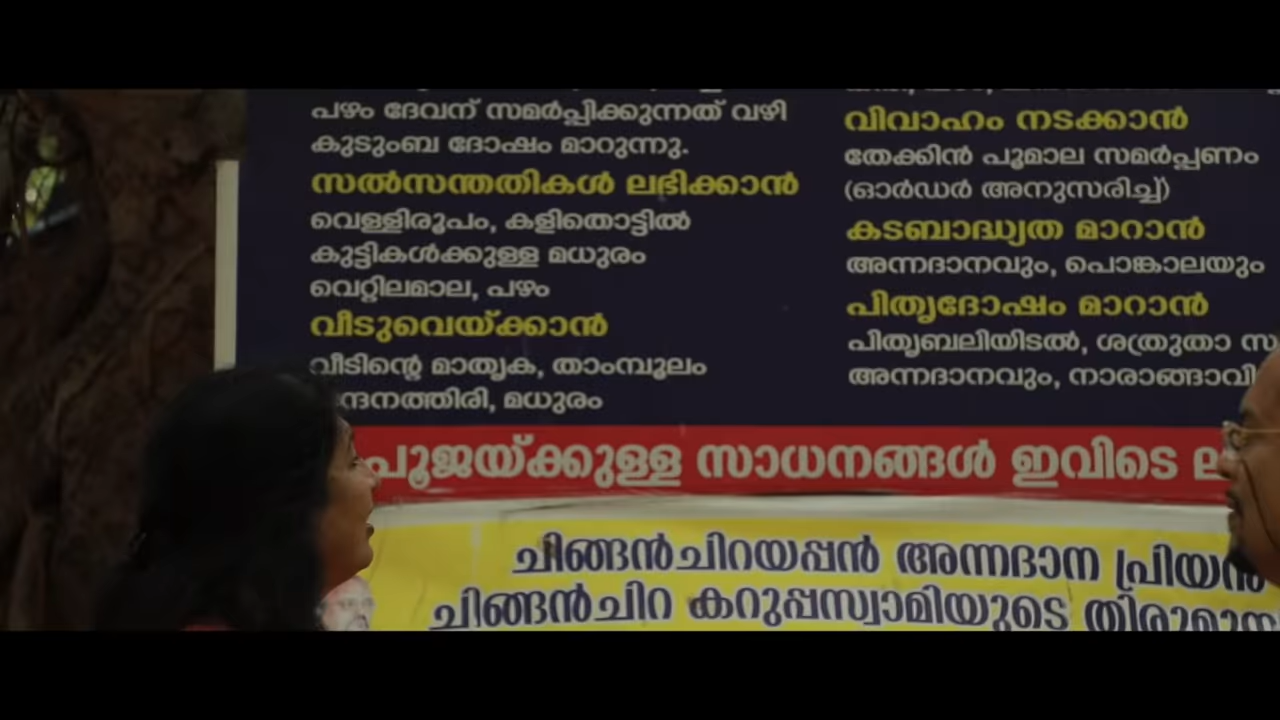 പഴം ദേവന് സമർപ്പിക്കുന്നത് വഴി
കുടുംബ ദോഷം മാറുന്നു.
സൽസന്തതികൾ ലഭിക്കാൻ
വെള്ളിരൂപം, കളിതൊട്ടിൽ
കുട്ടികൾക്കുള്ള മധുരം
വെറ്റിലമാല, പഴം
വീടുവെയ്ക്കാൻ
വീടിന്റെ മാതൃക, താംമ്പൂലം
മധുരം
വിവാഹം നടക്കാൻ
തേക്കിൻ പൂമാല സമർപ്പണം
(ഓർഡർ അനുസരിച്ച്)
കടബാദ്ധ്യത മാറാൻ
അന്നദാനവും, പൊങ്കാലയും
പിതൃദോഷം മാറാൻ
പിതൃബലിയിടൽ, ശത്രുതാ
അന്നദാനവും,
പൂജയ്ക്കുള്ള സാധനങ്ങൾ ഇവിടെ
ചിങ്ങൻചിറയപ്പൻ അന്നദാന പ്രിയൻ
ചിങ്ങൻചിറ കറുപ്പസ്വാമിയുടെ